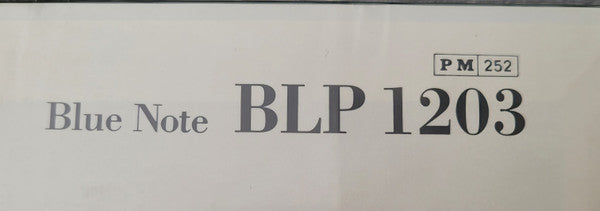 PM 252
Blue Note BLP 1203